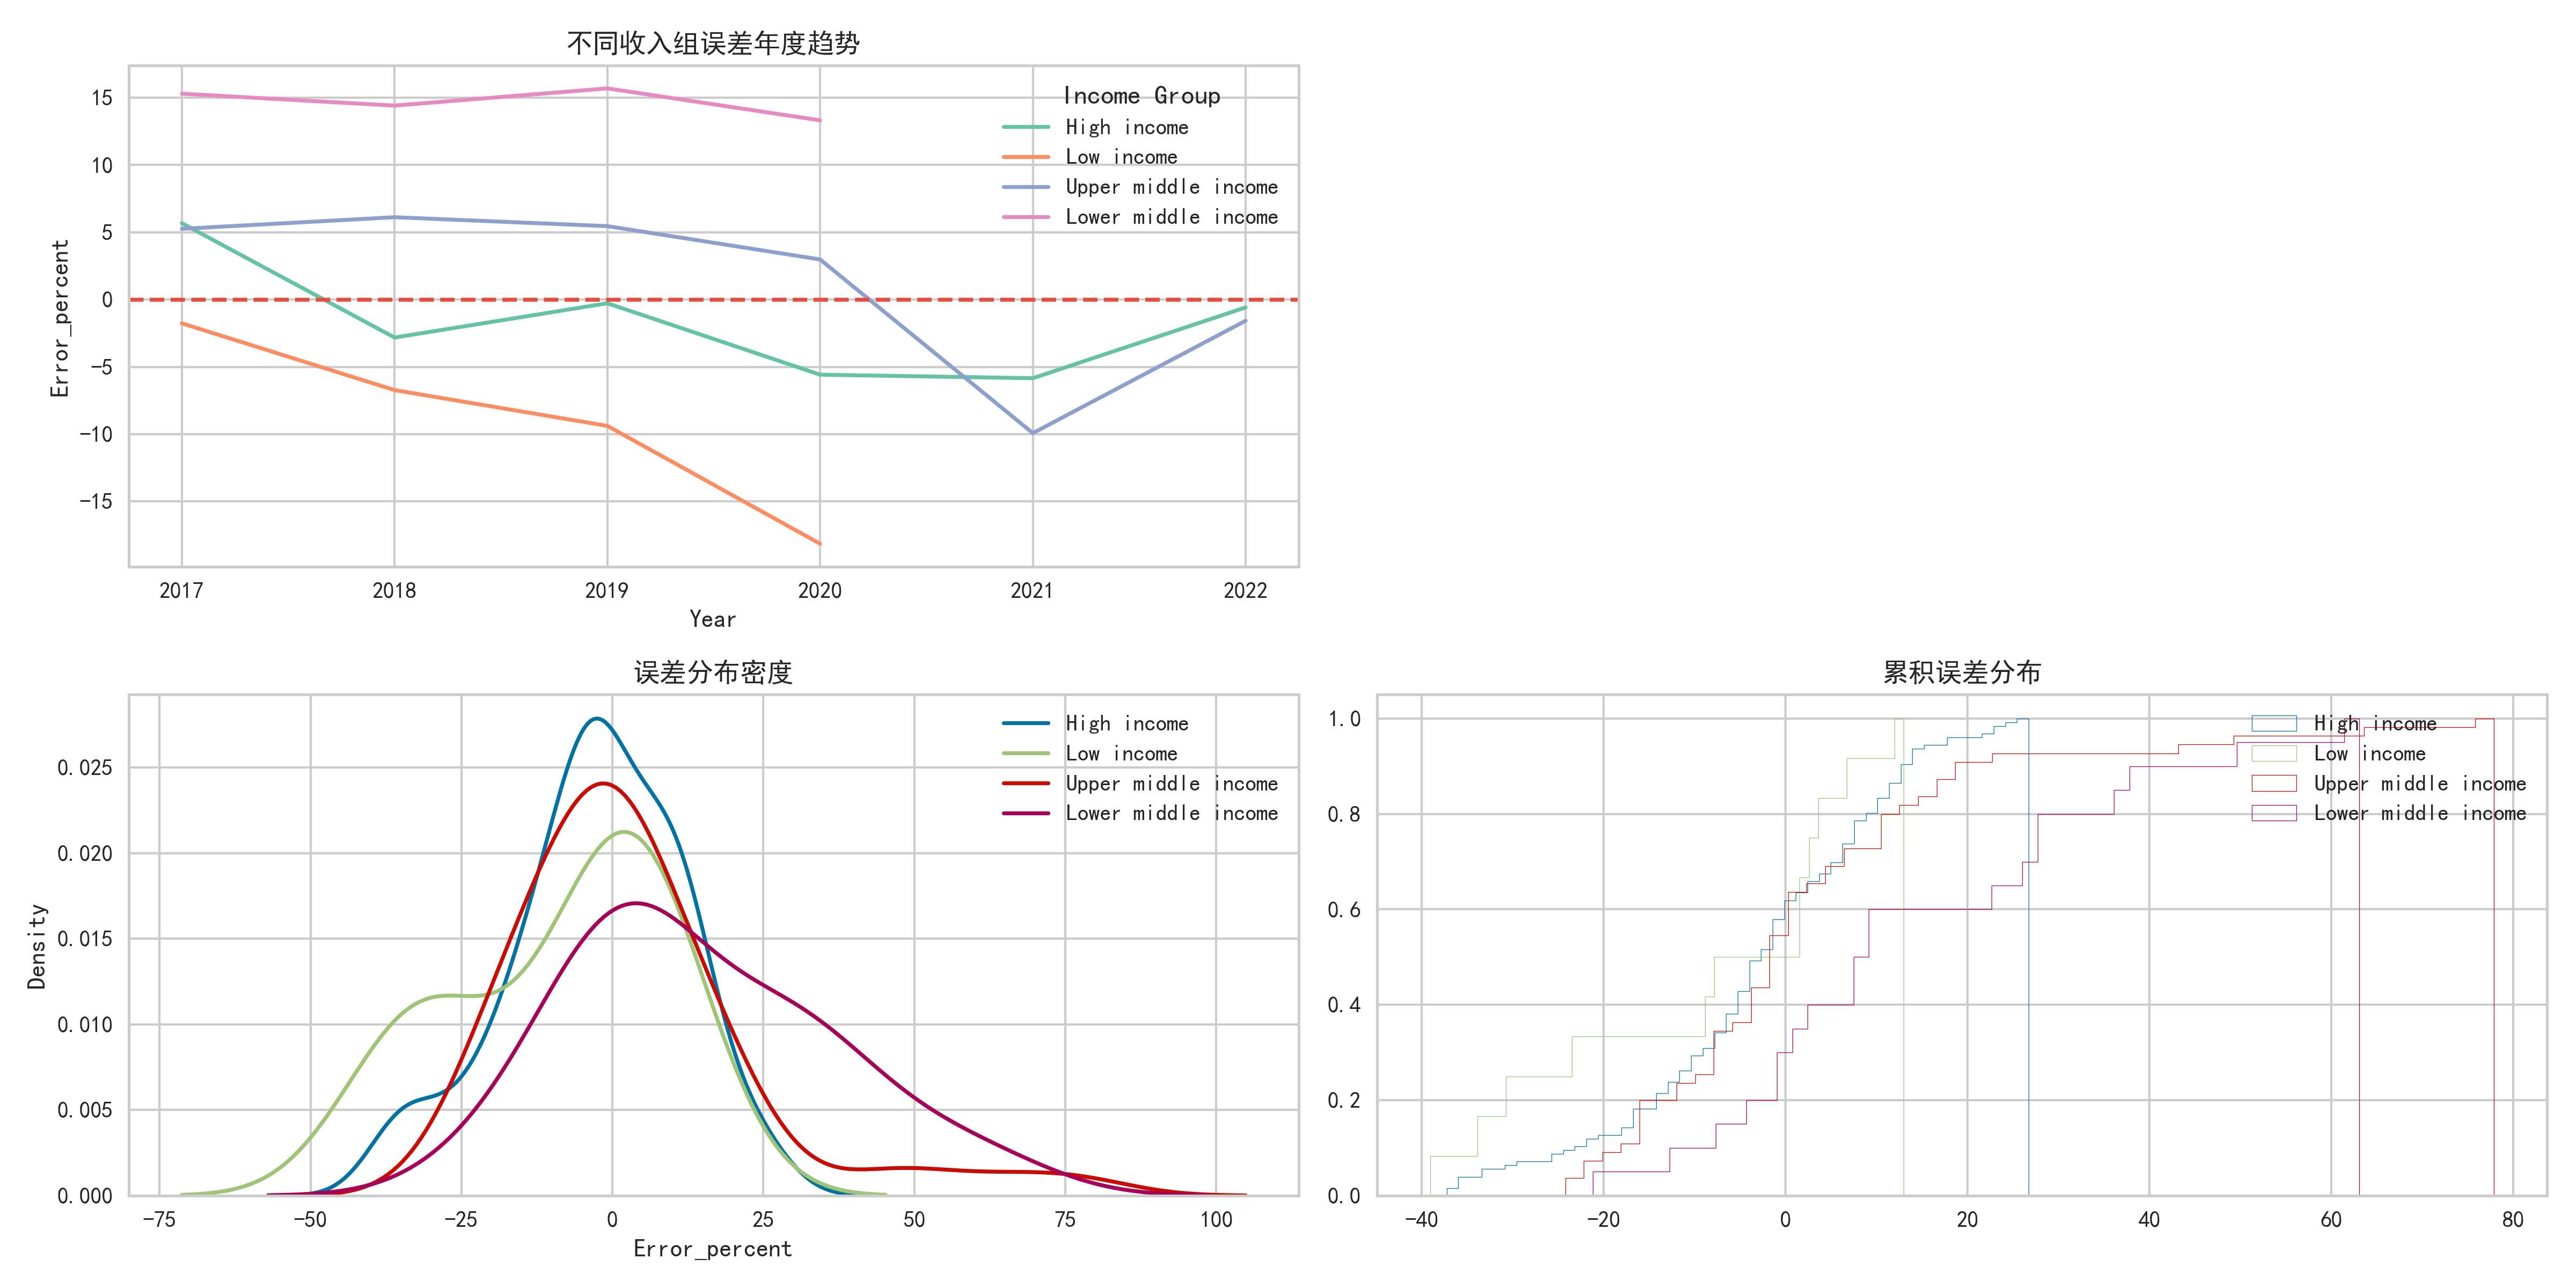 不同收入组误差年度趋势
Error_percent
15
10
5
0
-5
-10
-15
Income Group
High income
Low income
Upper middle income
Lower middle income
2017 2018 2019 2020 2021 2022
Year
误差分布密度
Density
0.025
0.020
0.015
0.010
0.005
0.000
High income
Low income
Upper middle income
Lower middle income
-75 -50 -25 0 25 50 75 100
Error_percent
累积误差分布
1.0
0.8
0.6
0.4
0.2
0.0
High income
Low income
Upper middle income
Lower middle income
-40 -20 0 20 40 60 80